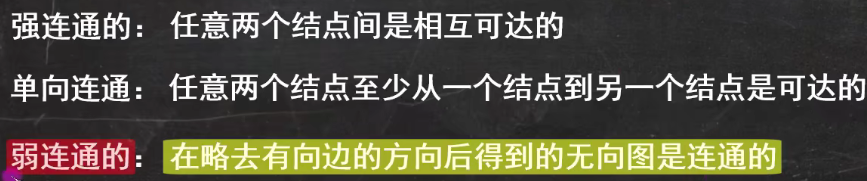 强连通的： 任意两个结点间是相互可达的
单向连通： 任意两个结点至少从一个结点到另一个结点是可达的
弱连通的： 在略去有向边的方向后得到的无向图是连通的